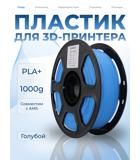 ПЛАСТИК
ДЛЯ 3D-ПРИНТЕРА
PLA+
1000g
Совместим
с AMS
Голубой